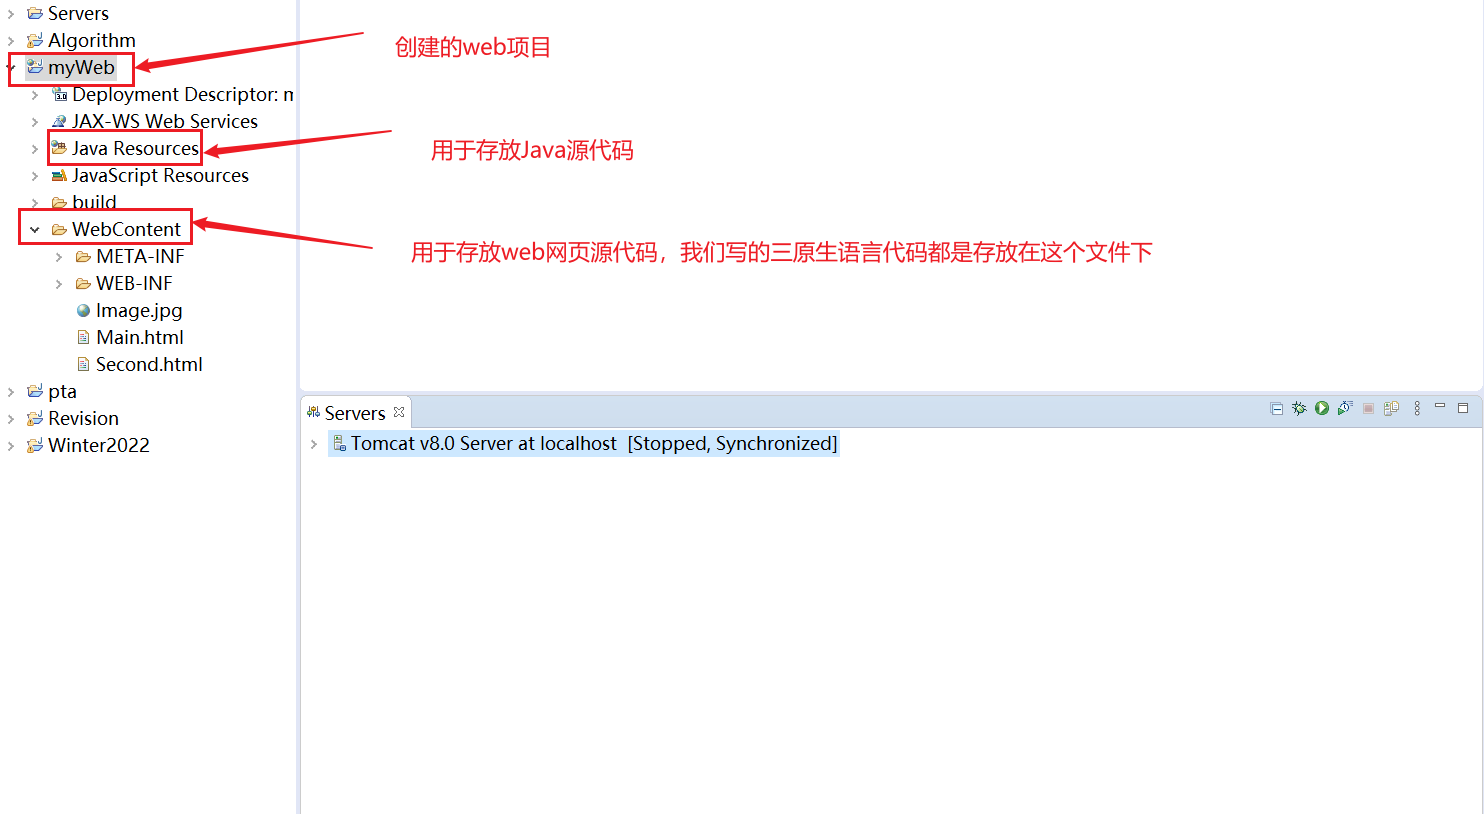 Servers
Algorithm
myWeb
创建的web项目
Deployment Descriptor: m
JAX-WS Web Services
Java Resources
用于存放Java源代码
JavaScript Resources
build
WebContent
用于存放web网页源代码，我们写的三原生语言代码都是存放在这个文件下
META-INF
WEB-INF
Image.jpg
Main.html
Second.html
pta
Revision
Winter2022
Servers
Tomcat v8.0 Server at localhost [Stopped, Synchronized]